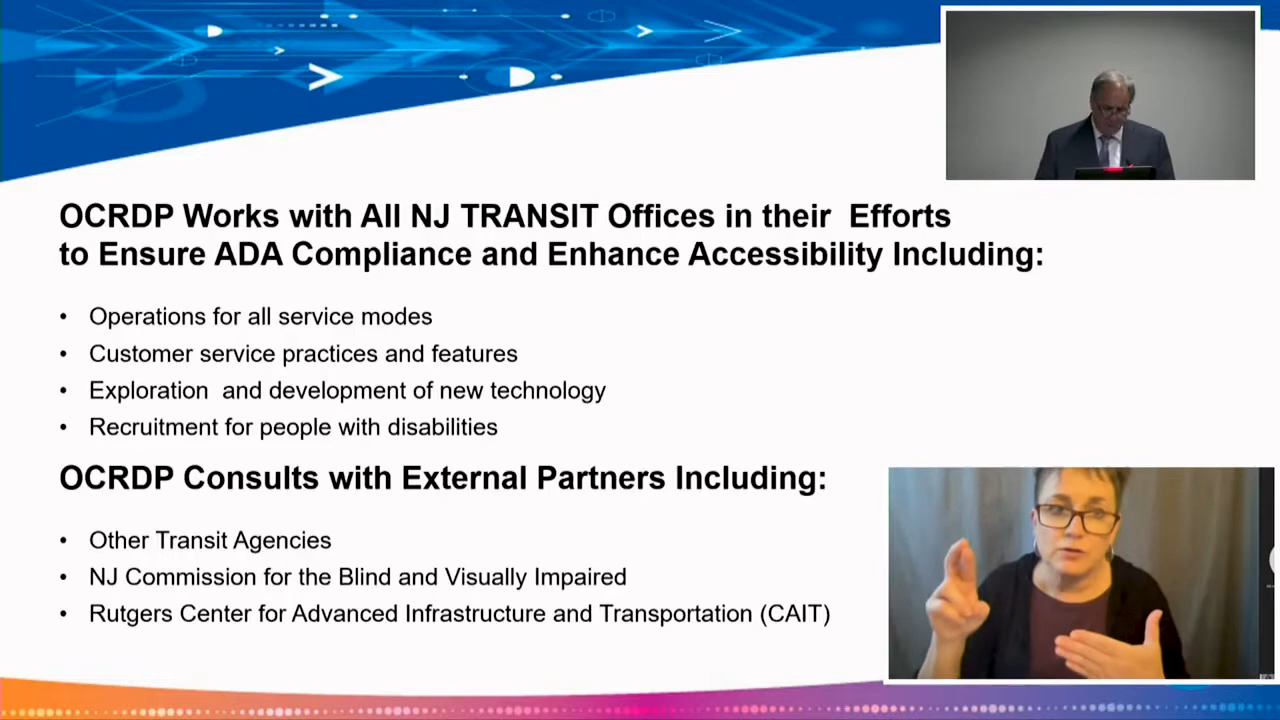 OCRDP Works with All NJ TRANSIT Offices in their Efforts
to Ensure ADA Compliance and Enhance Accessibility Including:
• Operations for all service modes
• Customer service practices and features
• Exploration and development of new technology
• Recruitment for people with disabilities
OCRDP Consults with External Partners Including:
• Other Transit Agencies
• NJ Commission for the Blind and Visually Impaired
• Rutgers Center for Advanced Infrastructure and Transportation (CAIT)